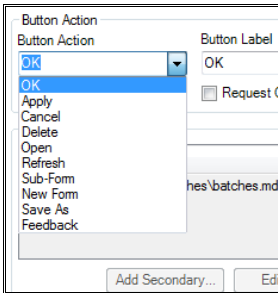 Button Action
Button Action Button Label
OK OK
OK
Apply Request
Cancel
Delete
Open
Refresh
Sub-Form
New Form hes\batches.md
Save As
Feedback
Add Secondary... Edi